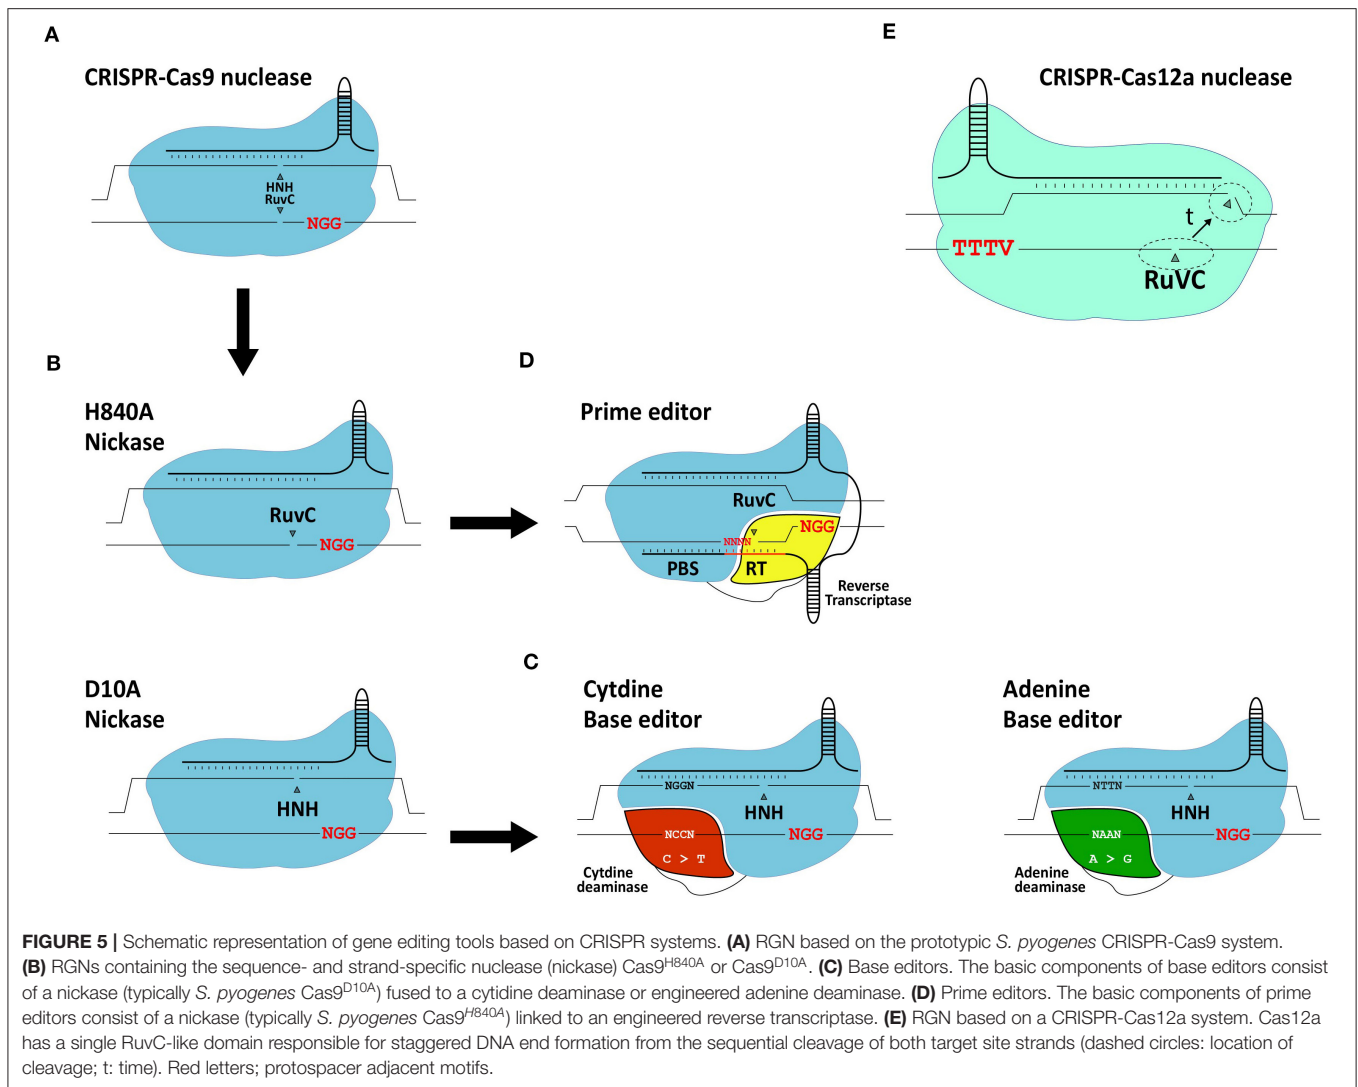 A
CRISPR-Cas9 nuclease
HNH
RuvC
NGG
E
CRISPR-Cas12a nuclease
t
TTTV
RuVC
B
H840A
Nickase
RuvC
NGG
D
Prime editor
RuvC
NGG
NNNN
PBS
RT
Reverse
Transcriptase
D10A
Nickase
HNH
NGG
C
Cytdine
Base editor
NGGN
HNH
NCCN
NGG
C > T
Cytdine
deaminase
Adenine
Base editor
NTTN
HNH
NAAN
NGG
A > G
Adenine
deaminase
FIGURE 5 | Schematic representation of gene editing tools based on CRISPR systems. (A) RGN based on the prototypic S. pyogenes CRISPR-Cas9 system.
(B) RGNs containing the sequence- and strand-specific nuclease (nickase) Cas9H840A or Cas9D10A. (C) Base editors. The basic components of base editors consist
of a nickase (typically S. pyogenes Cas9D10A) fused to a cytidine deaminase or engineered adenine deaminase. (D) Prime editors. The basic components of prime
editors consist of a nickase (typically S. pyogenes Cas9H840A) linked to an engineered reverse transcriptase. (E) RGN based on a CRISPR-Cas12a system. Cas12a
has a single RuvC-like domain responsible for staggered DNA end formation from the sequential cleavage of both target site strands (dashed circles: location of
cleavage; t: time). Red letters; protospacer adjacent motifs.